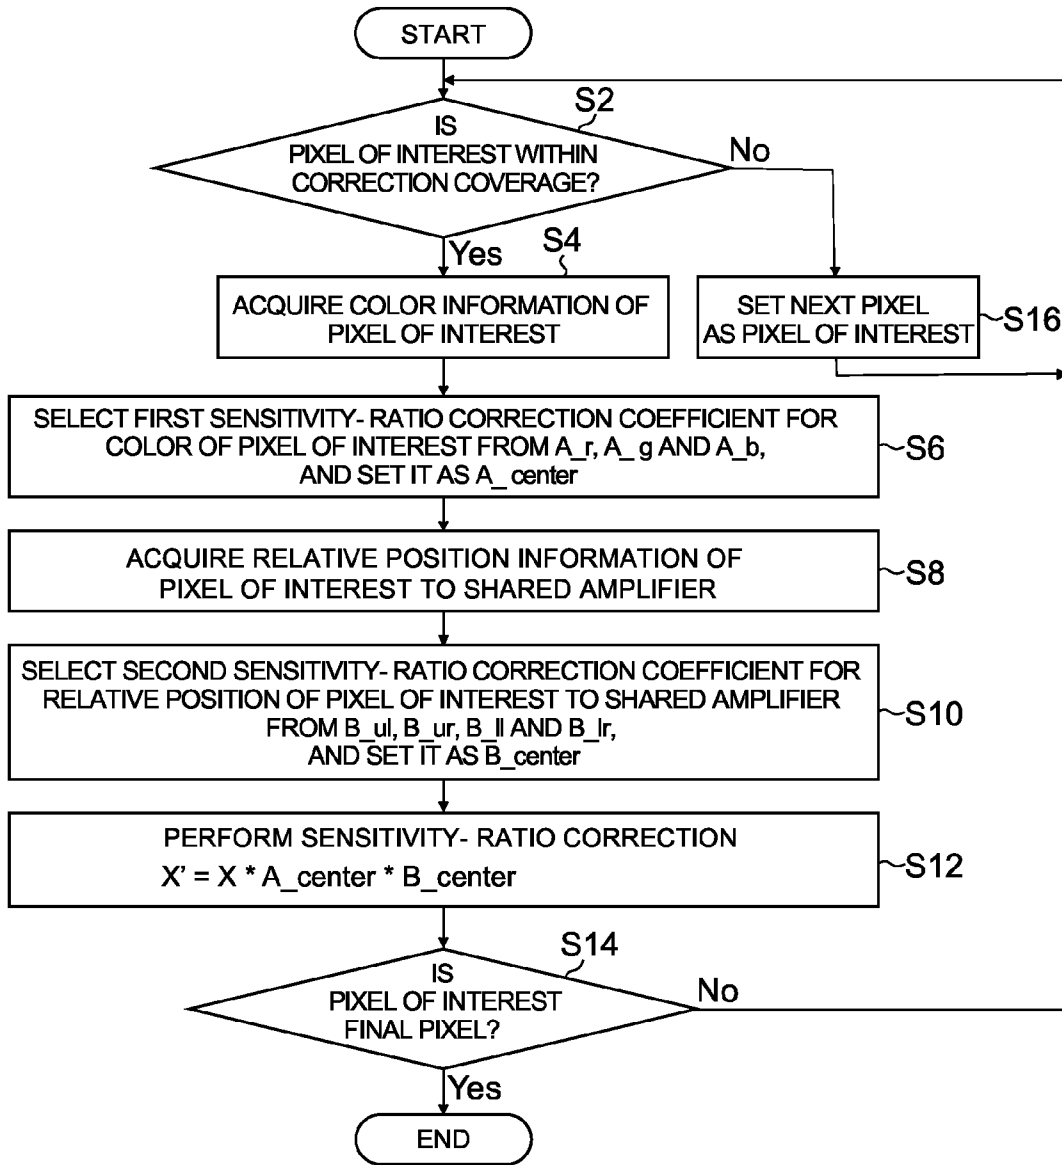 START
S2
IS
PIXEL OF INTEREST WITHIN
CORRECTION COVERAGE?
No
Yes
S4
ACQUIRE COLOR INFORMATION OF
PIXEL OF INTEREST
SET NEXT PIXEL
AS PIXEL OF INTEREST
S16
SELECT FIRST SENSITIVITY- RATIO CORRECTION COEFFICIENT FOR
COLOR OF PIXEL OF INTEREST FROM A_r, A_ g AND A_b,
AND SET IT AS A_ center
S6
ACQUIRE RELATIVE POSITION INFORMATION OF
PIXEL OF INTEREST TO SHARED AMPLIFIER
S8
SELECT SECOND SENSITIVITY- RATIO CORRECTION COEFFICIENT FOR
RELATIVE POSITION OF PIXEL OF INTEREST TO SHARED AMPLIFIER
FROM B_ul, B_ur, B_ll AND B_lr,
AND SET IT AS B_center
S10
PERFORM SENSITIVITY- RATIO CORRECTION
X' = X * A_center * B_center
S12
S14
IS
PIXEL OF INTEREST
FINAL PIXEL?
No
Yes
END